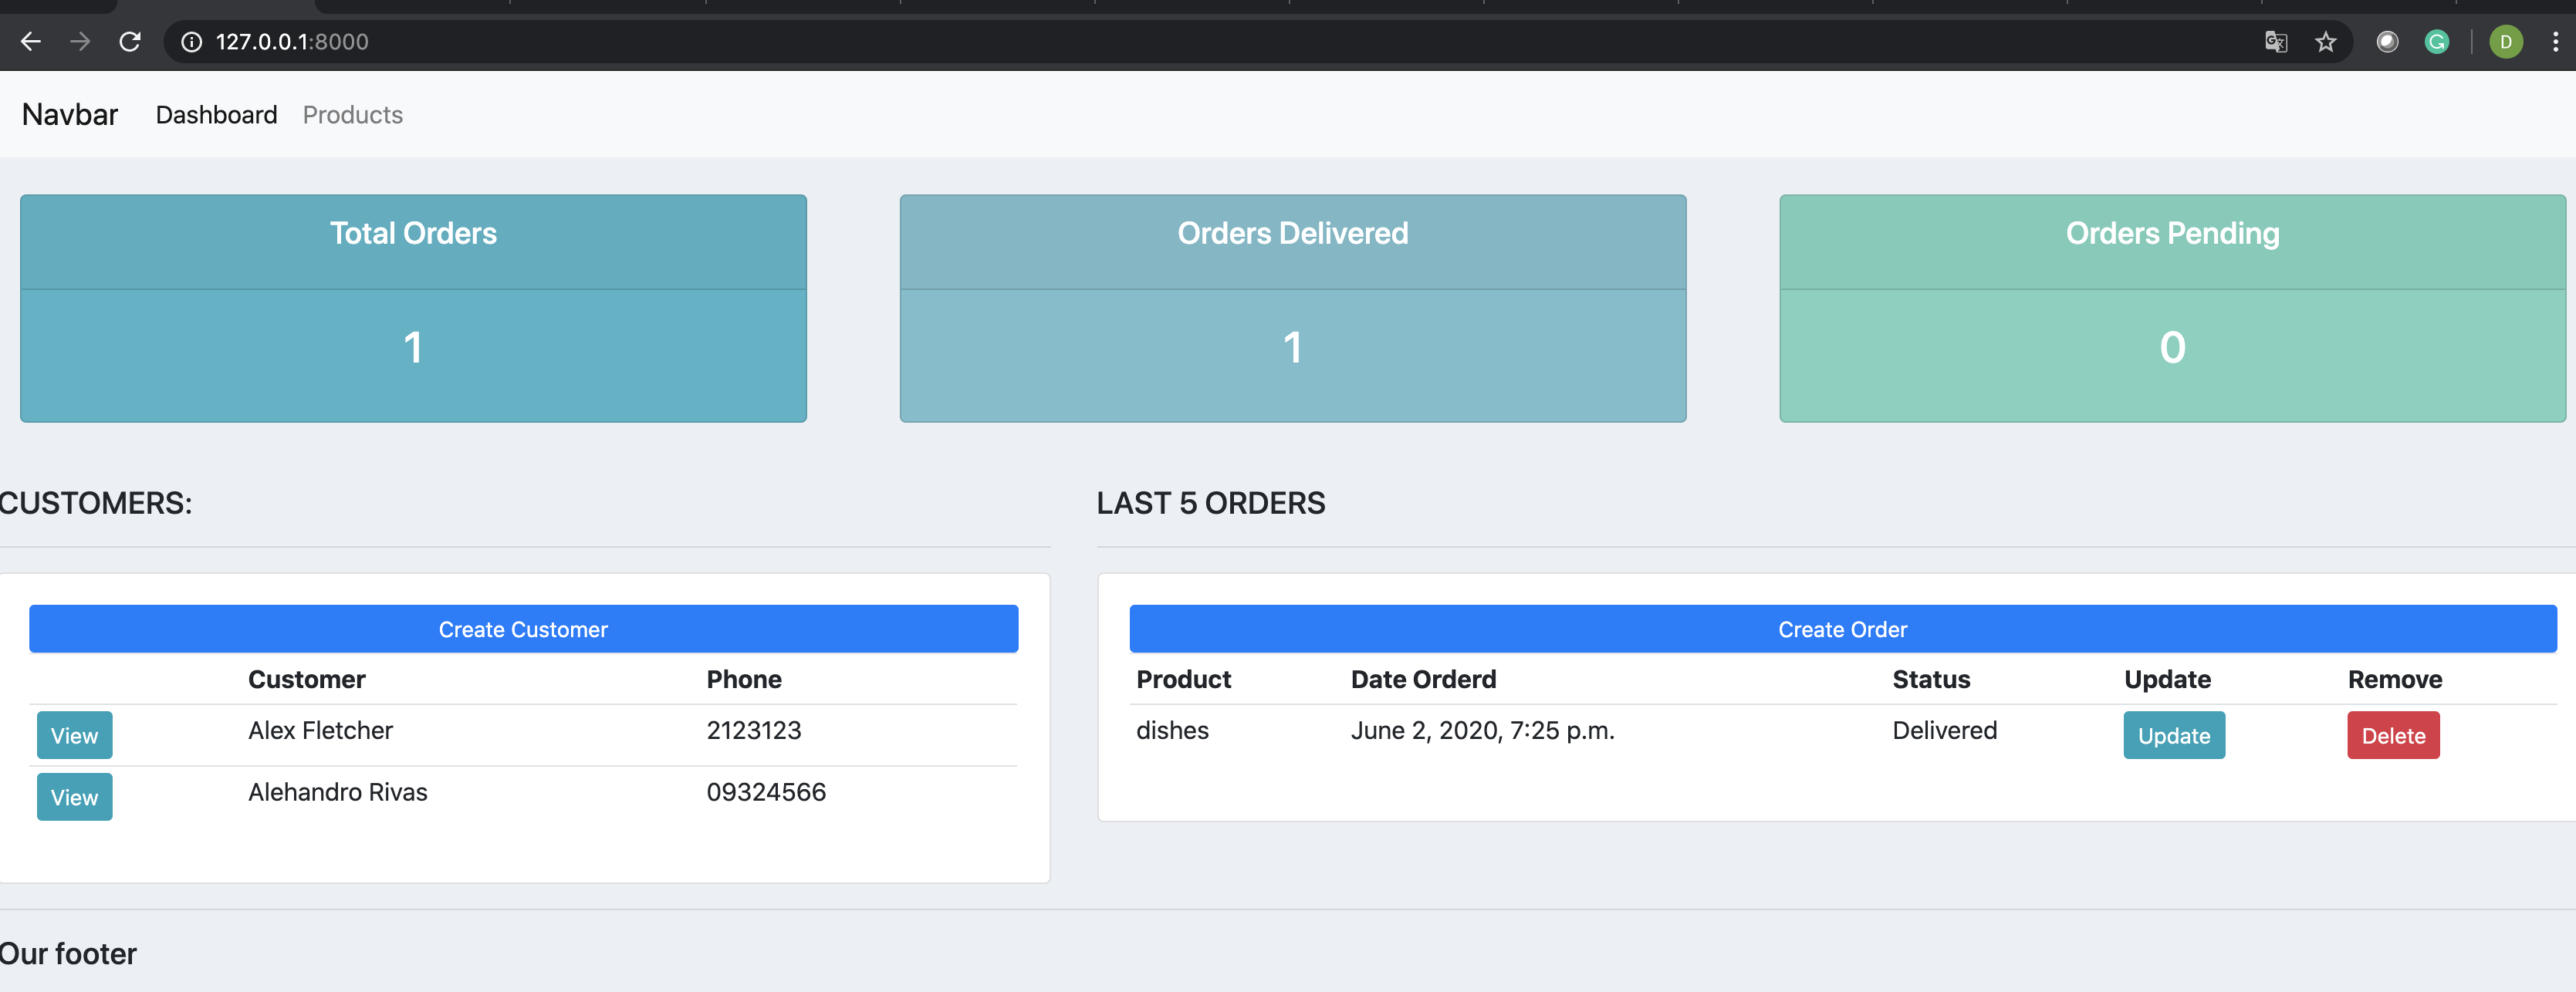 127.0.0.1:8000
D
Navbar Dashboard Products
Total Orders
1
Orders Delivered
1
Orders Pending
0
CUSTOMERS:
Create Customer
Customer Phone
View Alex Fletcher 2123123
View Alehandro Rivas 09324566
LAST 5 ORDERS
Create Order
Product Date Orderd Status Update Remove
dishes June 2, 2020, 7:25 p.m. Delivered Update Delete
Our footer